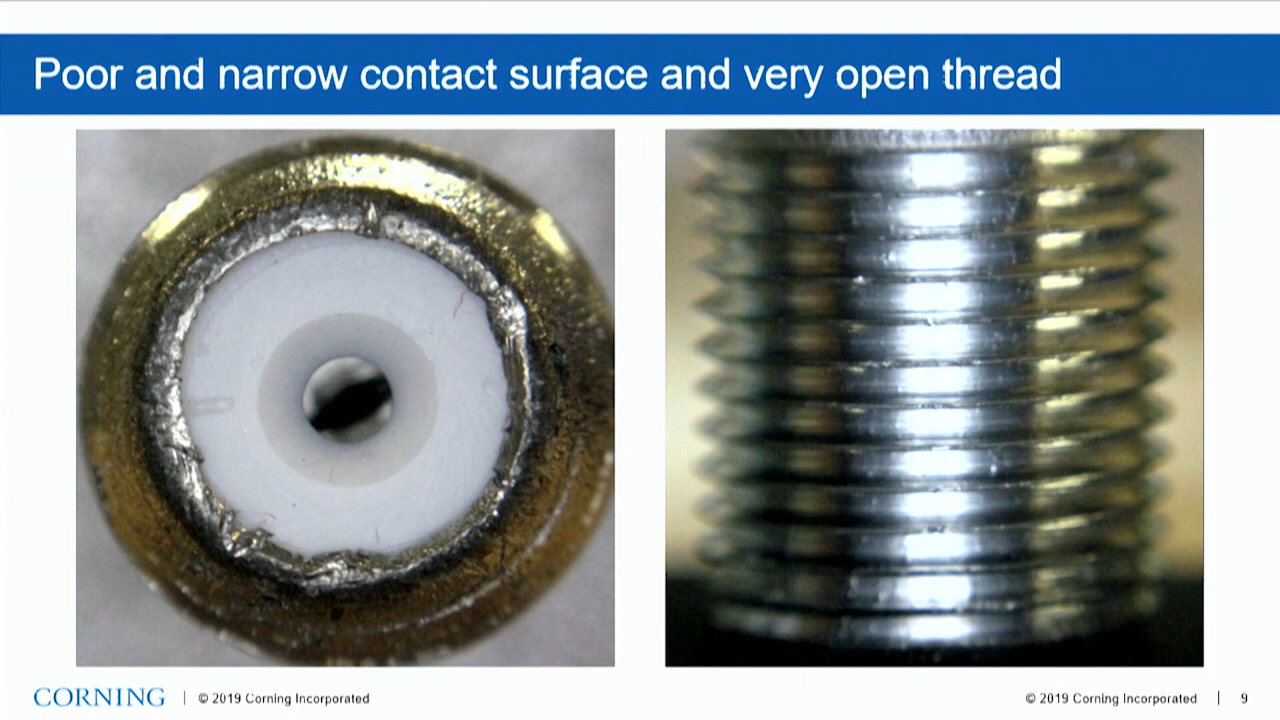 Poor and narrow contact surface and very open thread
CORNING | © 2019 Corning Incorporated
© 2019 Corning Incorporated | 9